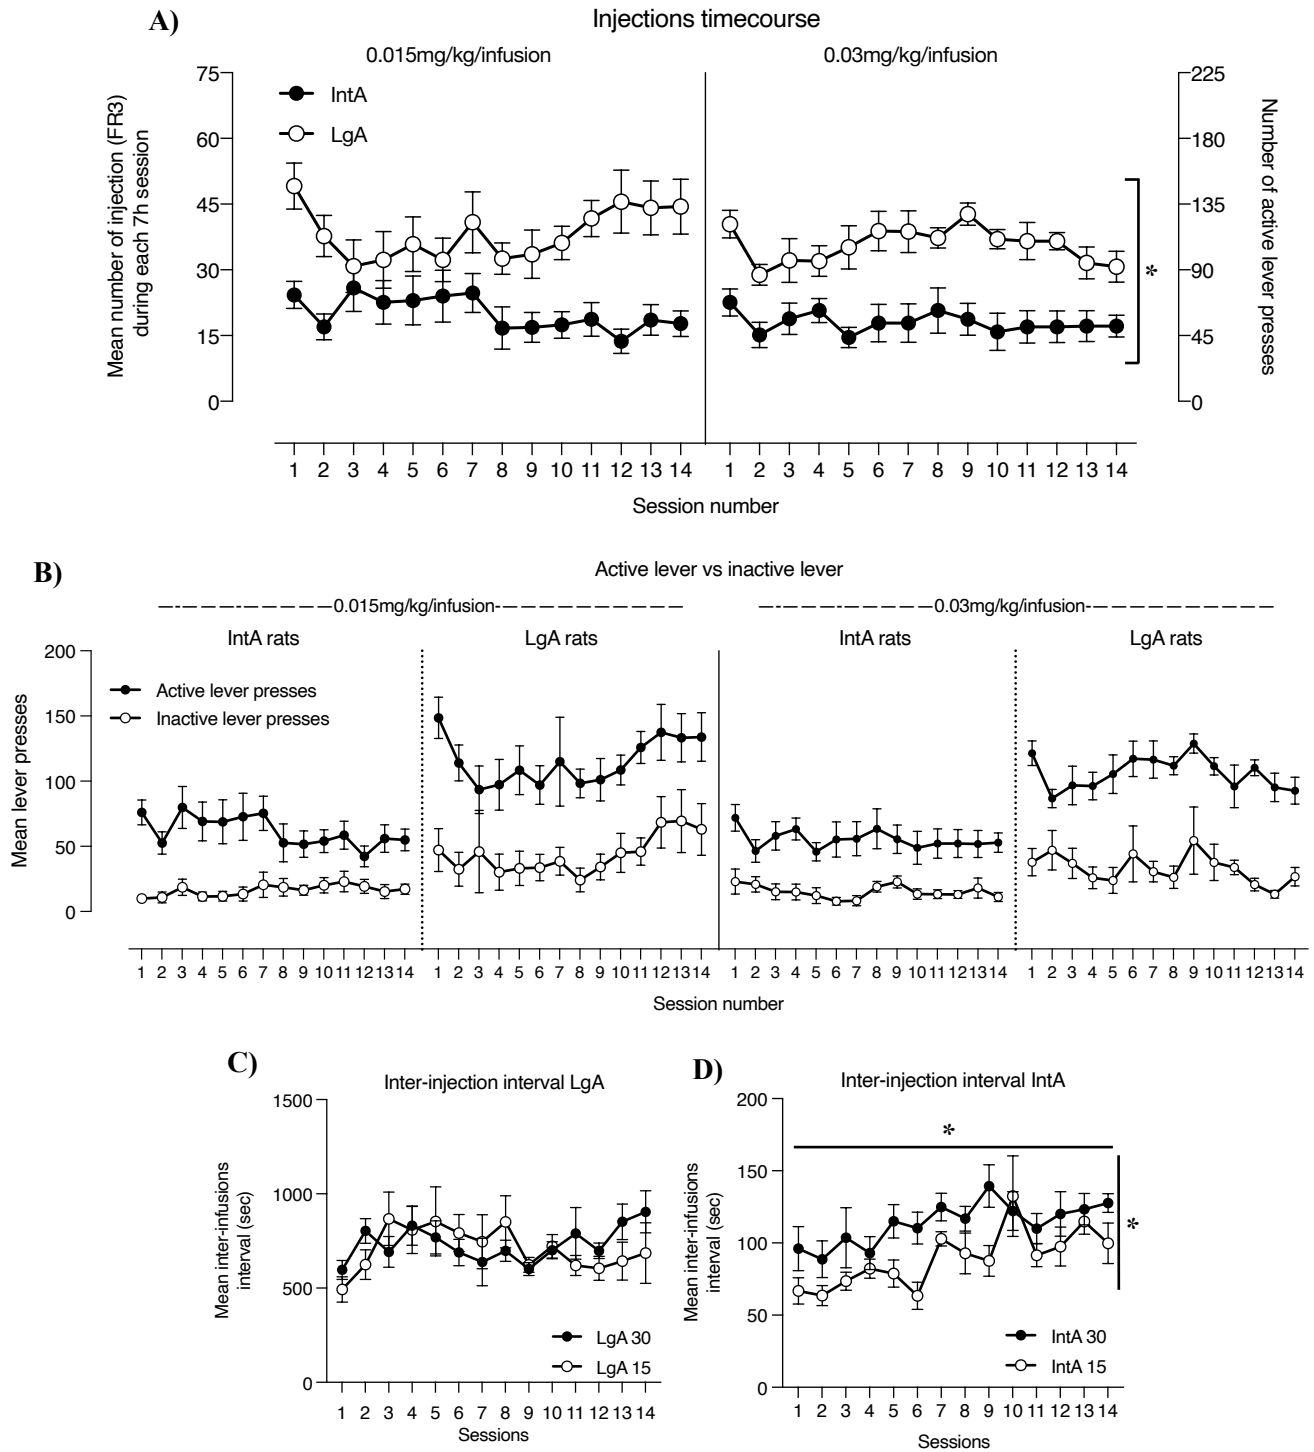 A)
Injections timecourse
0.015mg/kg/infusion
0.03mg/kg/infusion
Mean number of injection (FR3)
during each 7h session
75
60
45
30
15
0
IntA
LgA
225
180
135
90
45
0
Number of active lever presses
*
1 2 3 4 5 6 7 8 9 10 11 12 13 14
1 2 3 4 5 6 7 8 9 10 11 12 13 14
Session number
B)
Active lever vs inactive lever
0.015mg/kg/infusion
0.03mg/kg/infusion
IntA rats
LgA rats
IntA rats
LgA rats
Mean lever presses
200
150
100
50
0
Active lever presses
Inactive lever presses
1 2 3 4 5 6 7 8 9 10 11 12 13 14
1 2 3 4 5 6 7 8 9 10 11 12 13 14
1 2 3 4 5 6 7 8 9 10 11 12 13 14
1 2 3 4 5 6 7 8 9 10 11 12 13 14
Session number
C)
Inter-injection interval LgA
Mean inter-infusions
interval (sec)
1500
1000
500
0
LgA 30
LgA 15
1 2 3 4 5 6 7 8 9 10 11 12 13 14
Sessions
D)
Inter-injection interval IntA
Mean inter-infusions
interval (sec)
200
150
100
50
0
*
*
IntA 30
IntA 15
1 2 3 4 5 6 7 8 9 10 11 12 13 14
Sessions